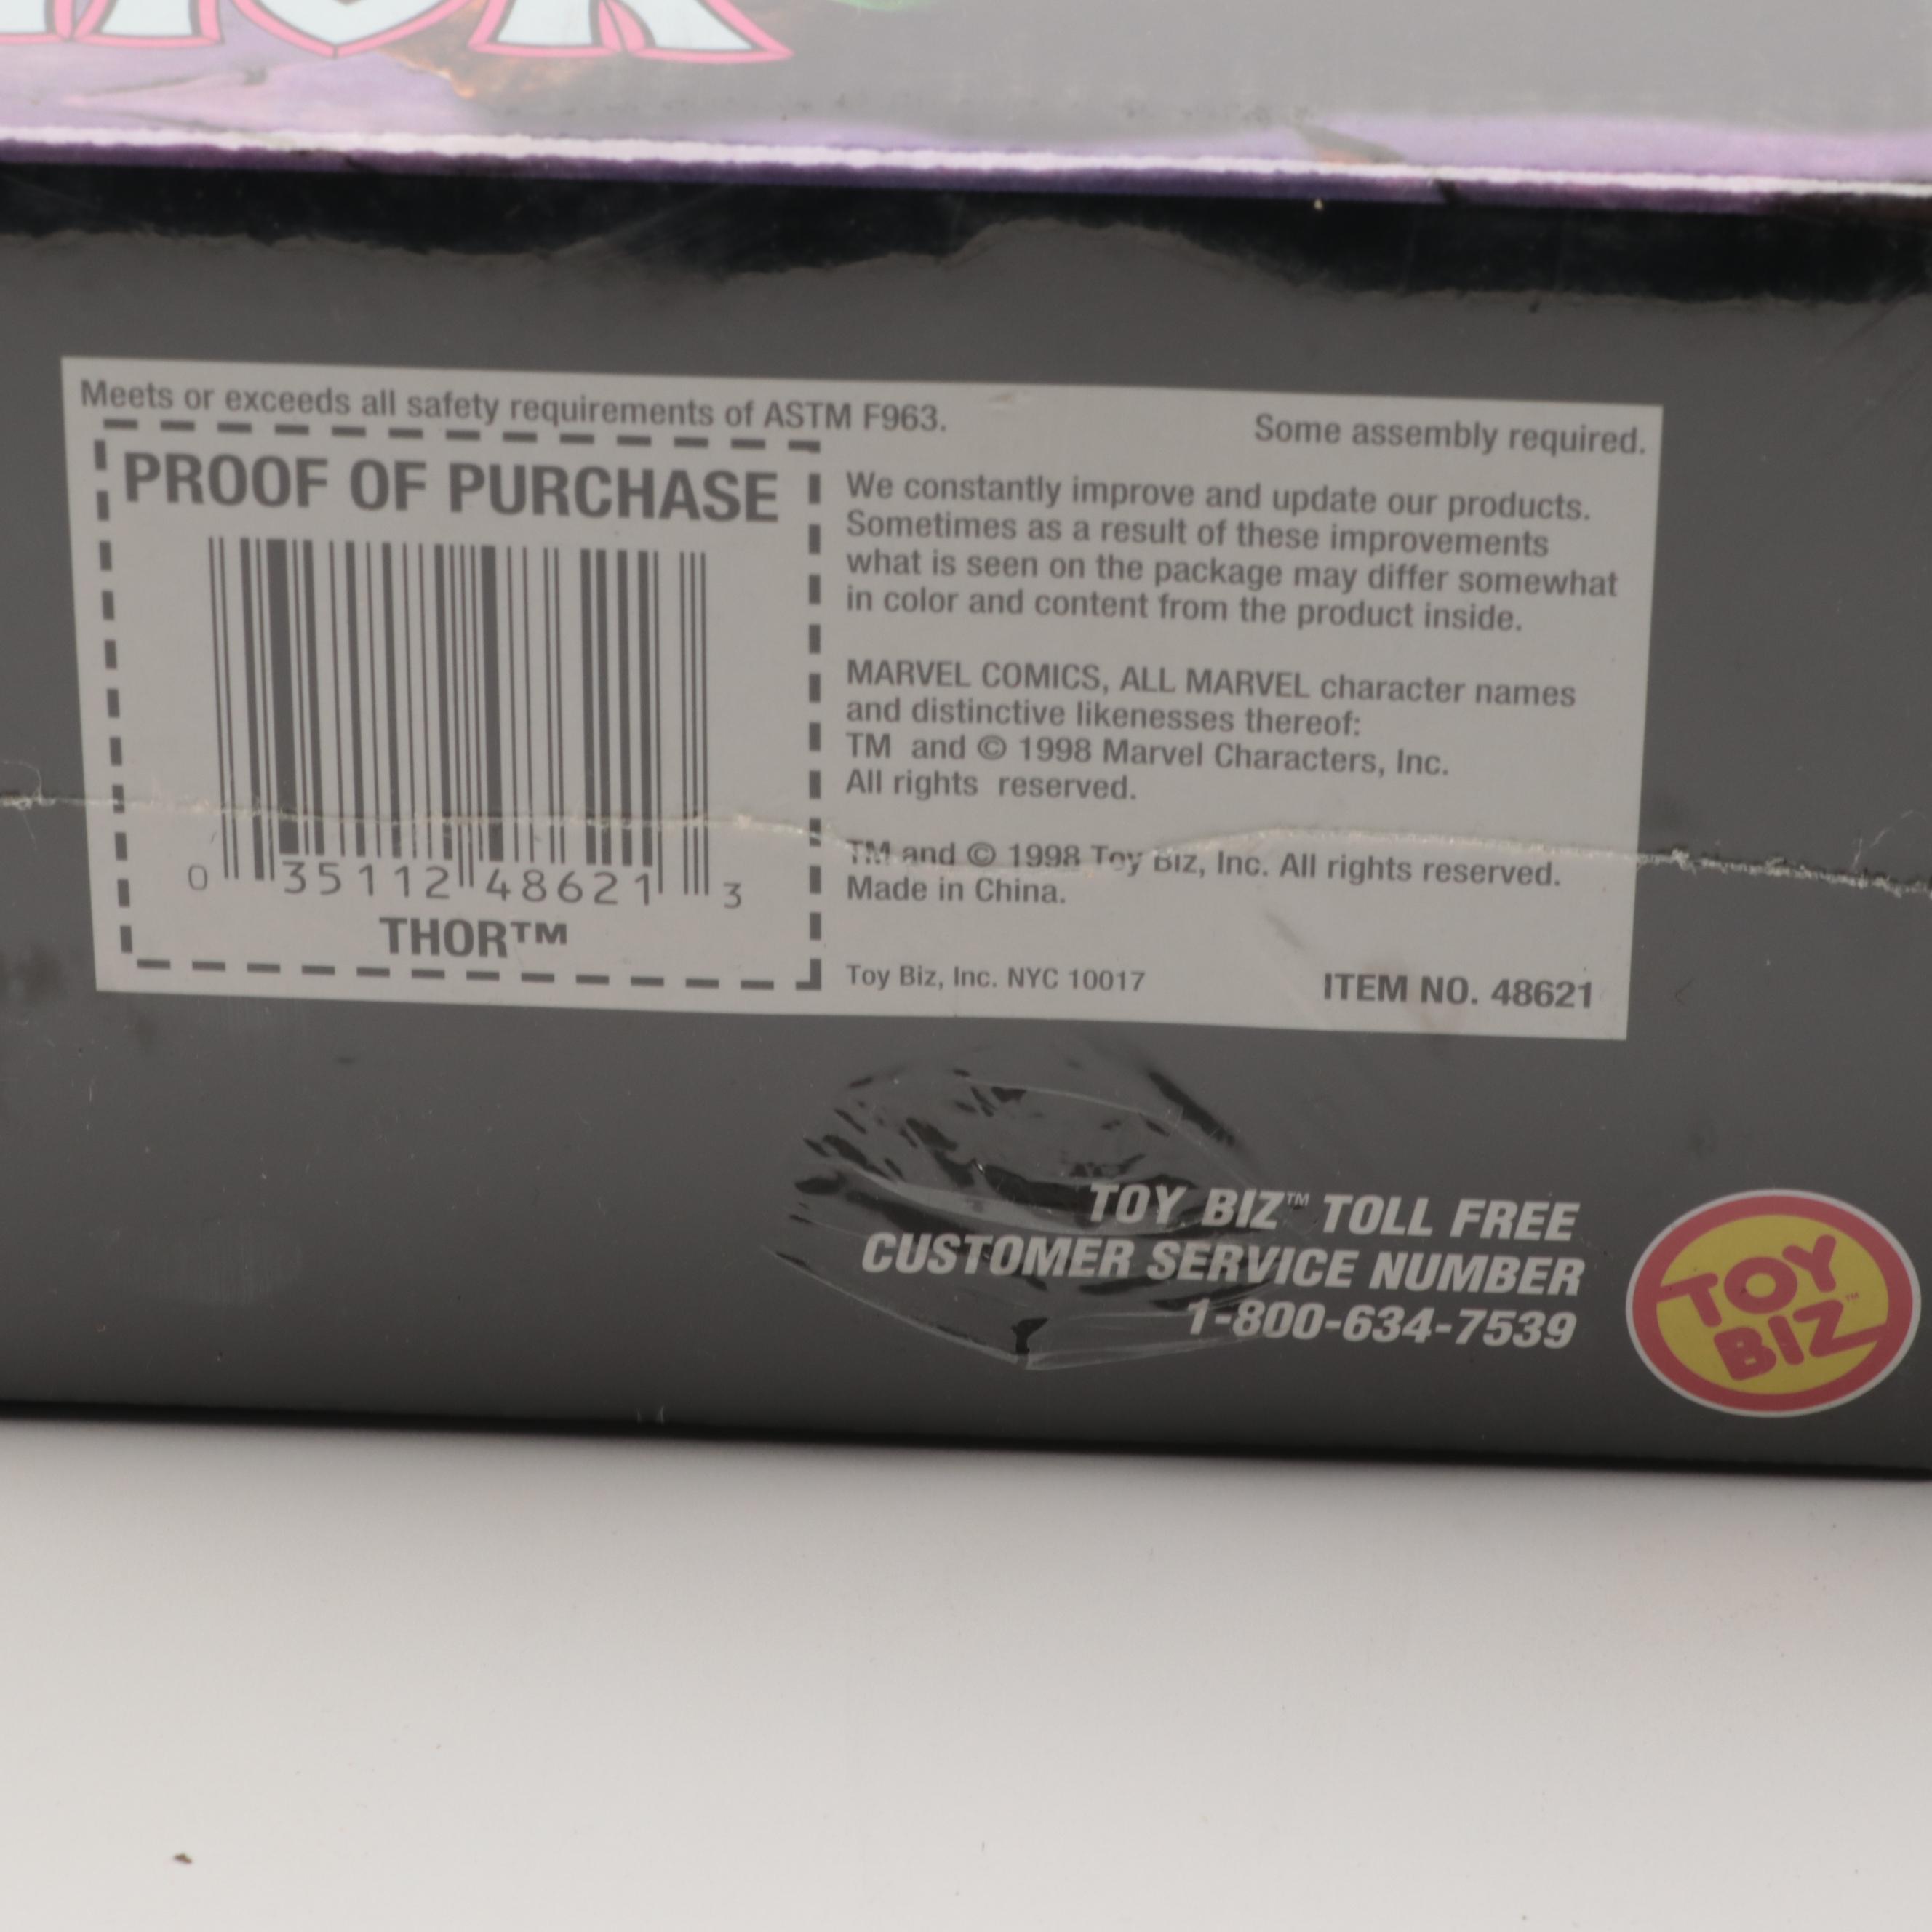 Meets or exceeds all safety requirements of ASTM F963.
Some assembly required.
PROOF OF PURCHASE
0 35112 48621 3
THOR™
We constantly improve and update our products.
Sometimes as a result of these improvements
what is seen on the package may differ somewhat
in color and content from the product inside.
MARVEL COMICS, ALL MARVEL character names
and distinctive likenesses thereof:
TM and © 1998 Marvel Characters, Inc.
All rights reserved.
TM and © 1998 Toy Biz, Inc. All rights reserved.
Made in China.
Toy Biz, Inc. NYC 10017
ITEM NO. 48621
TOY BIZ™ TOLL FREE
CUSTOMER SERVICE NUMBER
1-800-634-7539
TOY
BIZ™